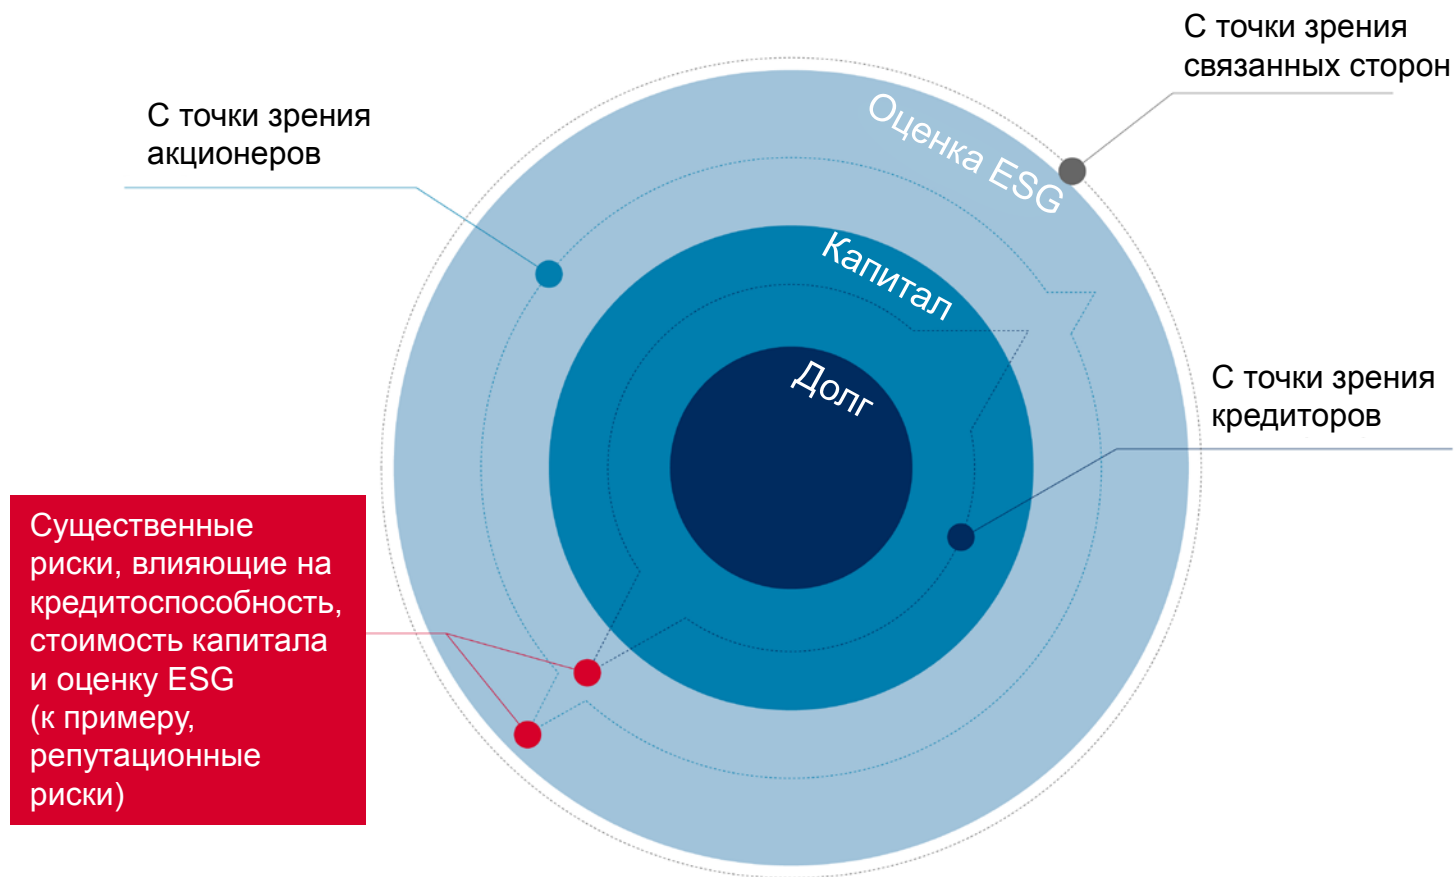 С точки зрения
связанных сторон
Оценка ESG
С точки зрения
акционеров
Капитал
Долг
С точки зрения
кредиторов
Существенные
риски, влияющие на
кредитоспособность,
стоимость капитала
и оценку ESG
(к примеру,
репутационные
риски)